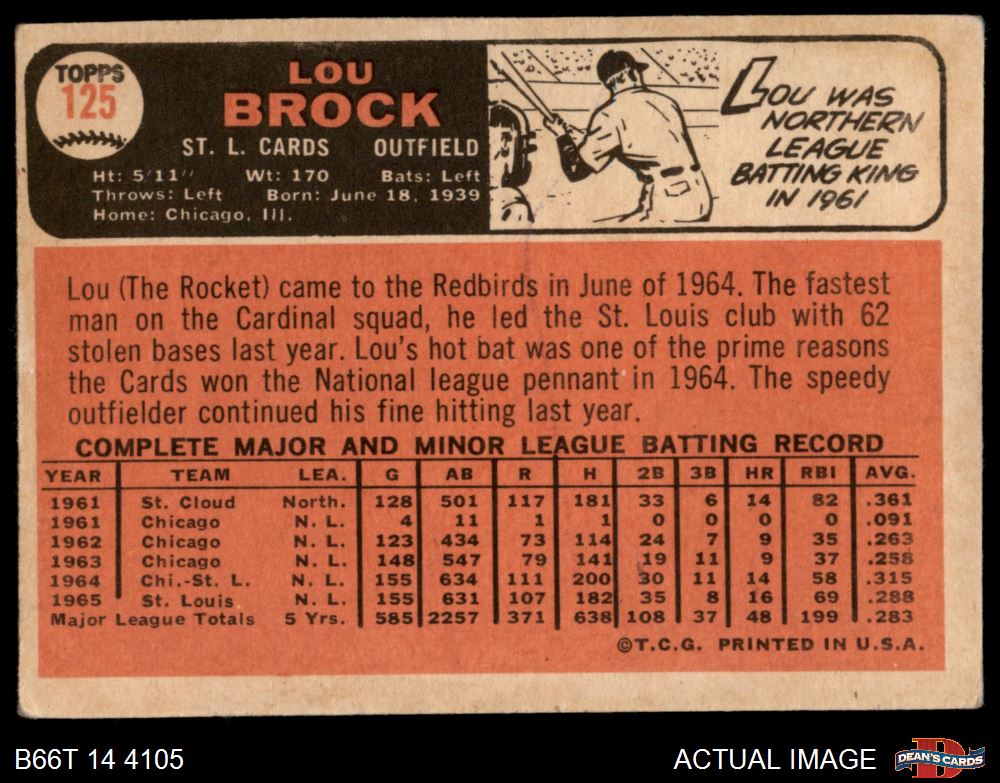 TOPPS
125
LOU
BROCK
ST. L. CARDS OUTFIELD
Ht: 5'11" Wt: 170 Bats: Left
Throws: Left Born: June 18, 1939
Home: Chicago, Ill.
LOU WAS
NORTHERN
LEAGUE
BATTING KING
IN 1961
Lou (The Rocket) came to the Redbirds in June of 1964. The fastest
man on the Cardinal squad, he led the St. Louis club with 62
stolen bases last year. Lou's hot bat was one of the prime reasons
the Cards won the National league pennant in 1964. The speedy
outfielder continued his fine hitting last year.
COMPLETE MAJOR AND MINOR LEAGUE BATTING RECORD
YEAR TEAM LEA. G AB R H 2B 3B HR RBI AVG.
1961 St. Cloud North. 128 501 117 181 33 6 14 82 .361
1961 Chicago N. L. 4 11 1 1 0 0 0 0 .091
1962 Chicago N. L. 123 434 73 114 24 7 9 35 .263
1963 Chicago N. L. 148 547 79 141 19 11 9 37 .258
1964 Chi.-St. L. N. L. 155 634 111 200 30 11 14 58 .315
1965 St. Louis N. L. 155 631 107 182 35 8 16 69 .288
Major League Totals 5 Yrs. 585 2257 371 638 108 37 48 199 .283
©T.C.G. PRINTED IN U.S.A.
B66T 14 4105
ACTUAL IMAGE
D
DEAN'S CARDS